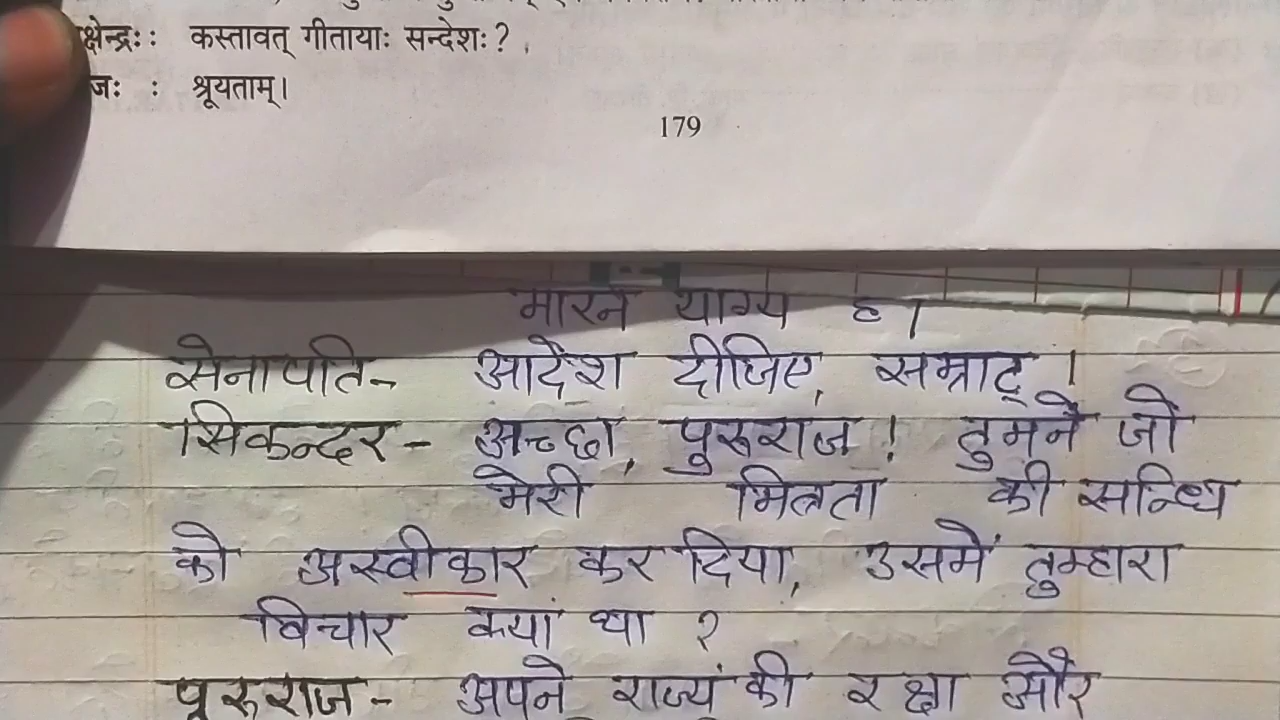 कस्तावत् गीतायाः सन्देशः?
श्रूयताम्।
179
मारने योग्य है।
सेनापति- आदेश दीजिए, सम्राट् !
सिकन्दर- अच्छा, पुरुराज ! तुमने जो
मेरी मित्रता की सन्धि
को अस्वीकार कर दिया, उसमें तुम्हारा
विचार क्या था ?
पुरुराज- अपने राज्य की रक्षा और